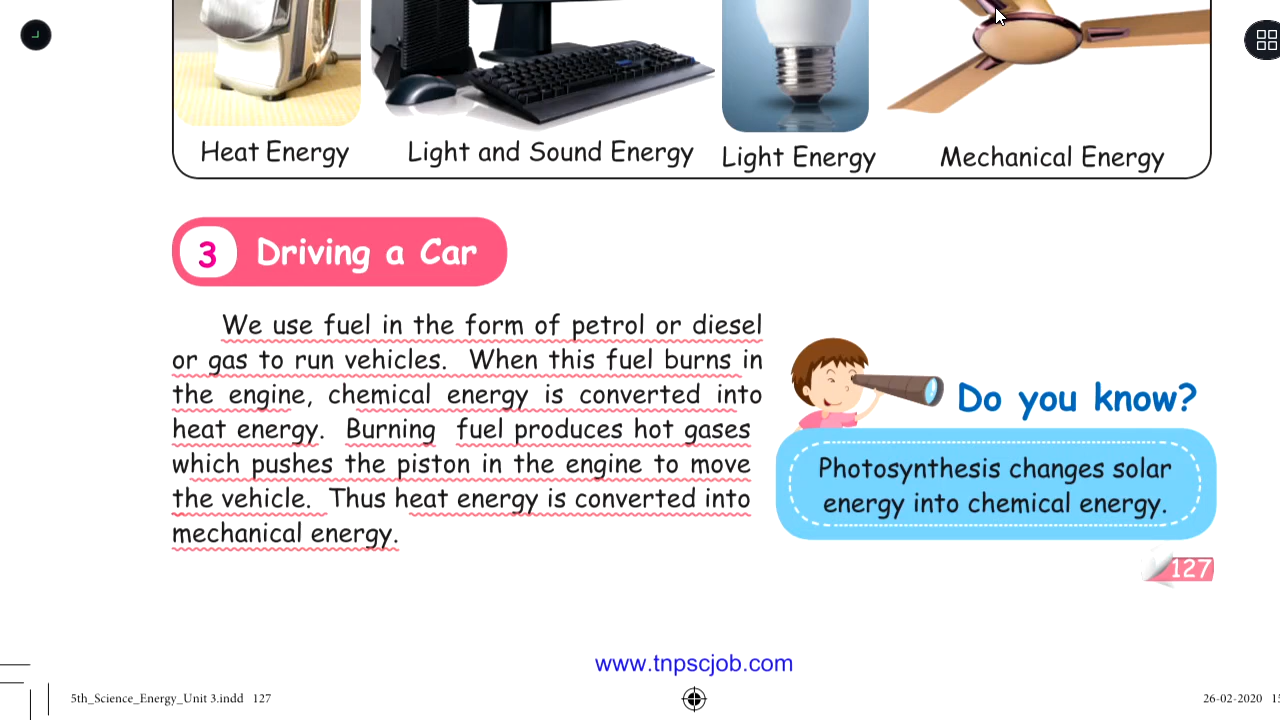 Heat Energy
Light and Sound Energy
Light Energy
Mechanical Energy
3 Driving a Car
We use fuel in the form of petrol or diesel
or gas to run vehicles. When this fuel burns in
the engine, chemical energy is converted into
heat energy. Burning fuel produces hot gases
which pushes the piston in the engine to move
the vehicle. Thus heat energy is converted into
mechanical energy.
Do you know?
Photosynthesis changes solar
energy into chemical energy.
127
www.tnpscjob.com
5th_Science_Energy_Unit 3.indd 127
26-02-2020